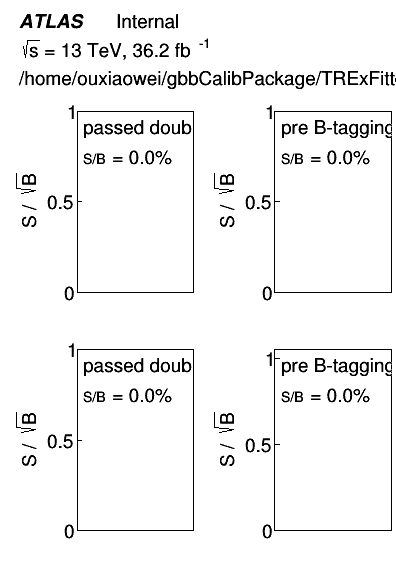 ATLAS Internal
√s = 13 TeV, 36.2 fb -1
/home/ouxiaowei/gbbCalibPackage/TRExFitt
1
passed doub
S/B = 0.0%
S / √B
0.5
0
1
pre B-tagging
S/B = 0.0%
S / √B
0.5
0
1
passed doub
S/B = 0.0%
S / √B
0.5
0
1
pre B-tagging
S/B = 0.0%
S / √B
0.5
0